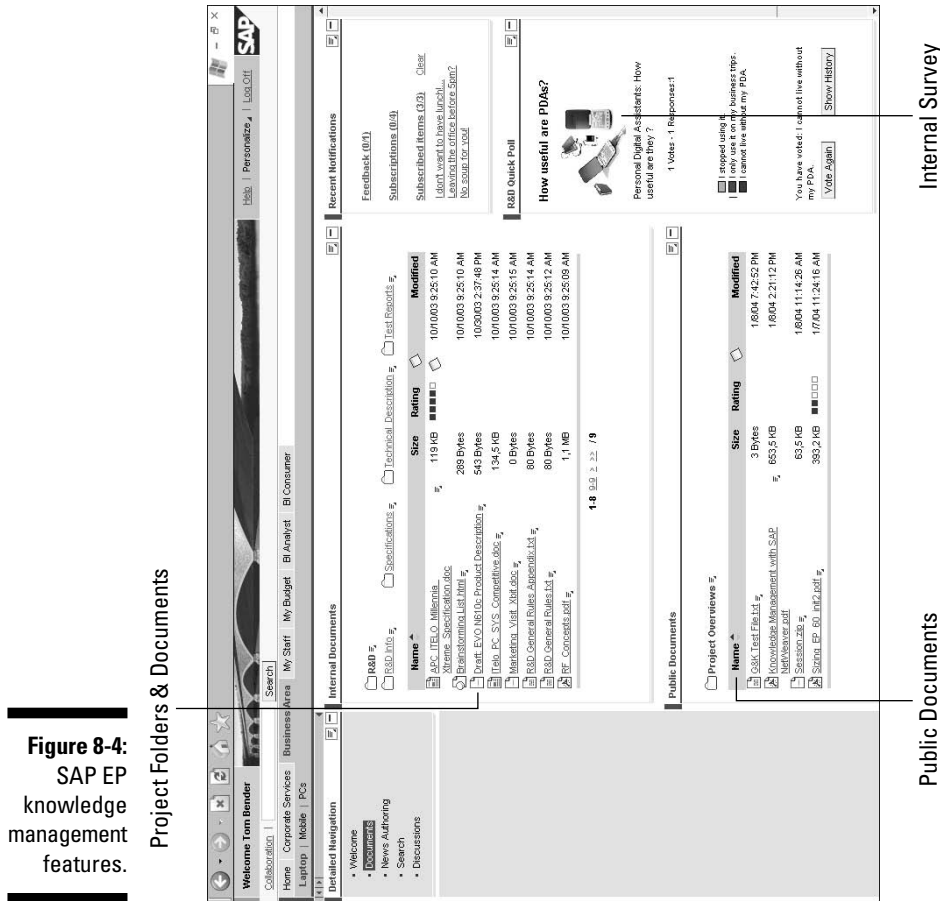 Figure 8-4:
SAP EP
knowledge
management
features.
Project Folders & Documents
Public Documents
Internal Survey
Welcome Tom Bender
Help | Personalize | Log Off
SAP
Collaboration |
Search
Home
Corporate Services
Business Area
My Staff
My Budget
BI Analyst
BI Consumer
Laptop | Mobile | PCs
Detailed Navigation
Welcome
Documents
News Authoring
Search
Discussions
Internal Documents
R&D
R&D Info
Specifications
Technical Description
Test Reports
Name Size Rating Modified
APC_ITELO_Millennia_
Xtreme_Specification.doc 119 KB 10/10/03 9:25:10 AM
Brainstorming List.html 289 Bytes 10/10/03 9:25:10 AM
Draft: EVO N610c Product Description 543 Bytes 10/30/03 2:37:48 PM
ITelo_PC_SYS_Competitive.doc 134,5 KB 10/10/03 9:25:14 AM
Marketing_Visit_Xbit.doc 0 Bytes 10/10/03 9:25:15 AM
R&D General Rules Appendix.txt 80 Bytes 10/10/03 9:25:14 AM
R&D General Rules.txt 80 Bytes 10/10/03 9:25:12 AM
RF_Concepts.pdf 1,1 MB 10/10/03 9:25:09 AM
1-8 9-9 > >> / 9
Public Documents
Project Overviews
Name Size Rating Modified
G&K Test File.txt 3 Bytes 1/8/04 7:42:52 PM
Knowledge Management with SAP
NetWeaver.pdf 653,5 KB 1/8/04 2:21:12 PM
Session.zip 63,5 KB 1/8/04 11:14:26 AM
Sizing_EP_60_init2.pdf 393,2 KB 1/7/04 11:24:16 AM
Recent Notifications
Feedback (0/1)
Subscriptions (0/4)
Subscribed items (3/3) Clear
I don't want to have lunch!...
Leaving the office before 5pm?
No soup for you!
R&D Quick Poll
How useful are PDAs?
Personal Digital Assistants: How
useful are they ?
1 Votes - 1 Responses:1
I stopped using it.
I only use it on my business trips.
I cannot live without my PDA.
You have voted: I cannot live without
my PDA.
Vote Again
Show History